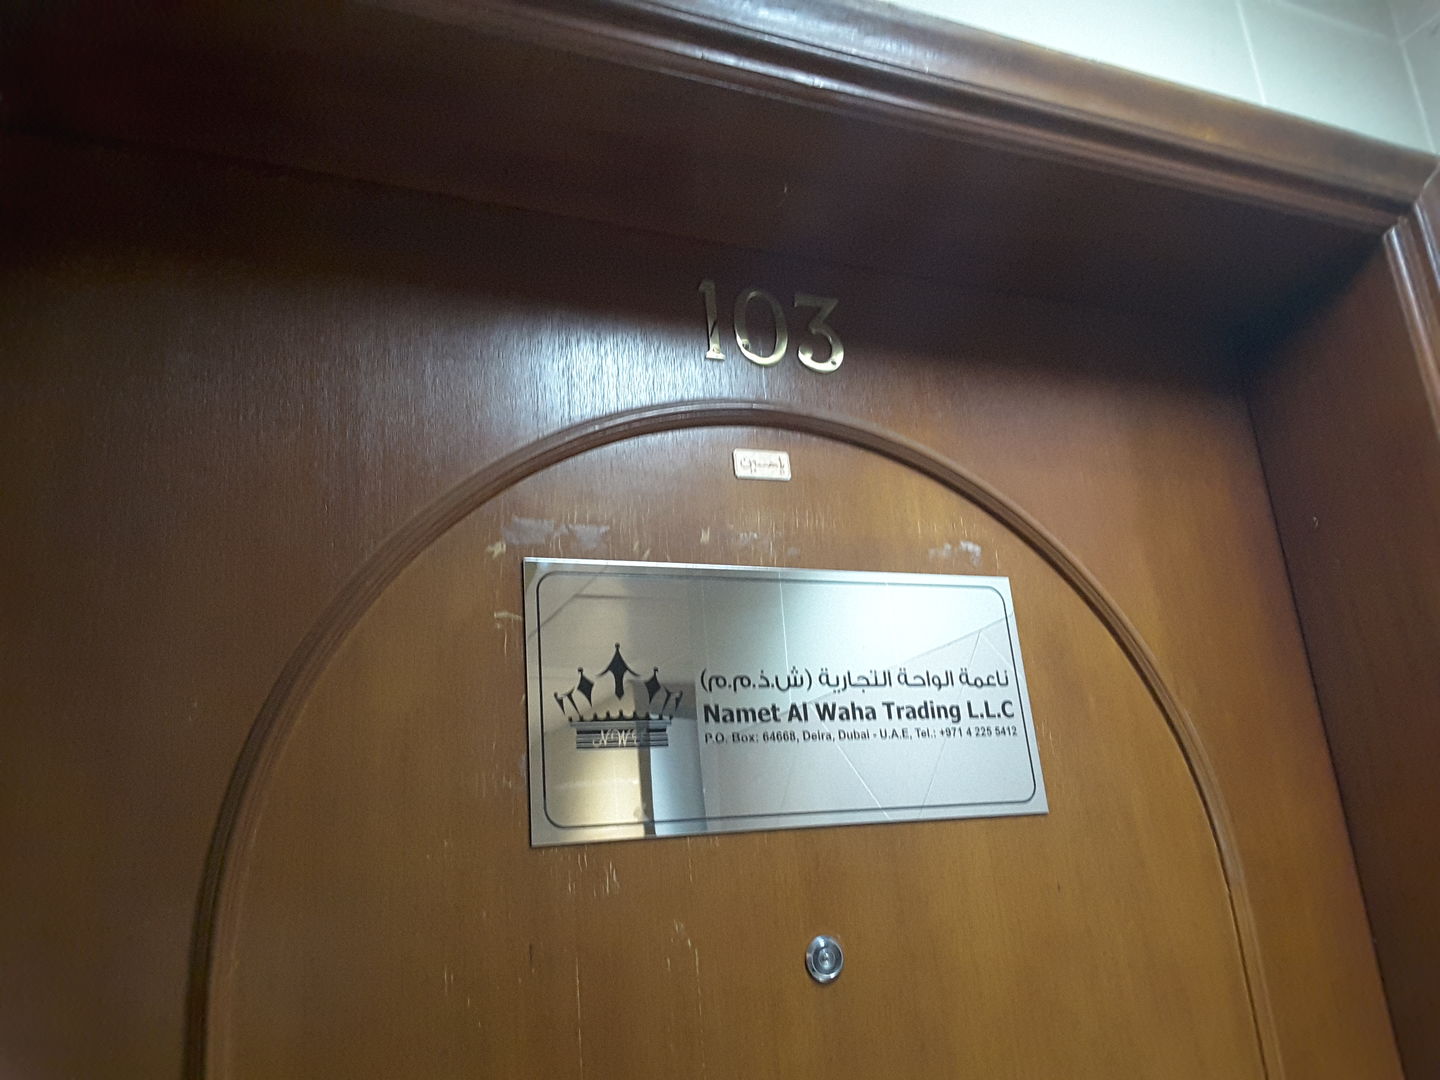 103
ناعمة الواحة التجارية (ش.ذ.م.م)
Namet Al Waha Trading L.L.C
P.O. Box: 64668, Deira, Dubai - U.A.E, Tel.: +971 4 225 5412